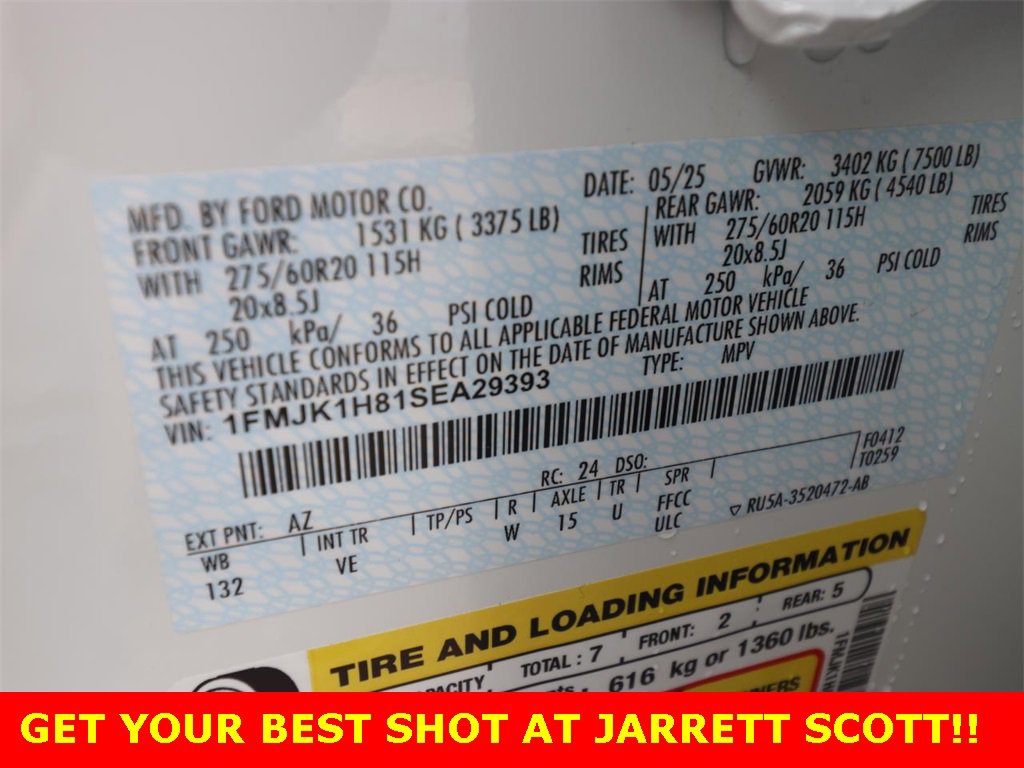 MFD. BY FORD MOTOR CO.
DATE: 05/25
GVWR: 3402 KG ( 7500 LB)
FRONT GAWR: 1531 KG ( 3375 LB)
REAR GAWR: 2059 KG ( 4540 LB)
WITH 275/60R20 115H TIRES
WITH 275/60R20 115H TIRES
20x8.5J RIMS
20x8.5J RIMS
AT 250 kPa/ 36 PSI COLD
AT 250 kPa/ 36 PSI COLD
THIS VEHICLE CONFORMS TO ALL APPLICABLE FEDERAL MOTOR VEHICLE
SAFETY STANDARDS IN EFFECT ON THE DATE OF MANUFACTURE SHOWN ABOVE.
VIN: 1FMJK1H81SEA29393
TYPE: MPV
F0412
T0259
EXT PNT: AZ
RC: 24 DSO:
WB INT TR TP/PS R AXLE TR SPR
132 VE W 15 U FFCC
ULC
RU5A-3520472-AB
TIRE AND LOADING INFORMATION
TOTAL : 7 FRONT: 2 REAR: 5
616 kg or 1360 lbs.
GET YOUR BEST SHOT AT JARRETT SCOTT!!